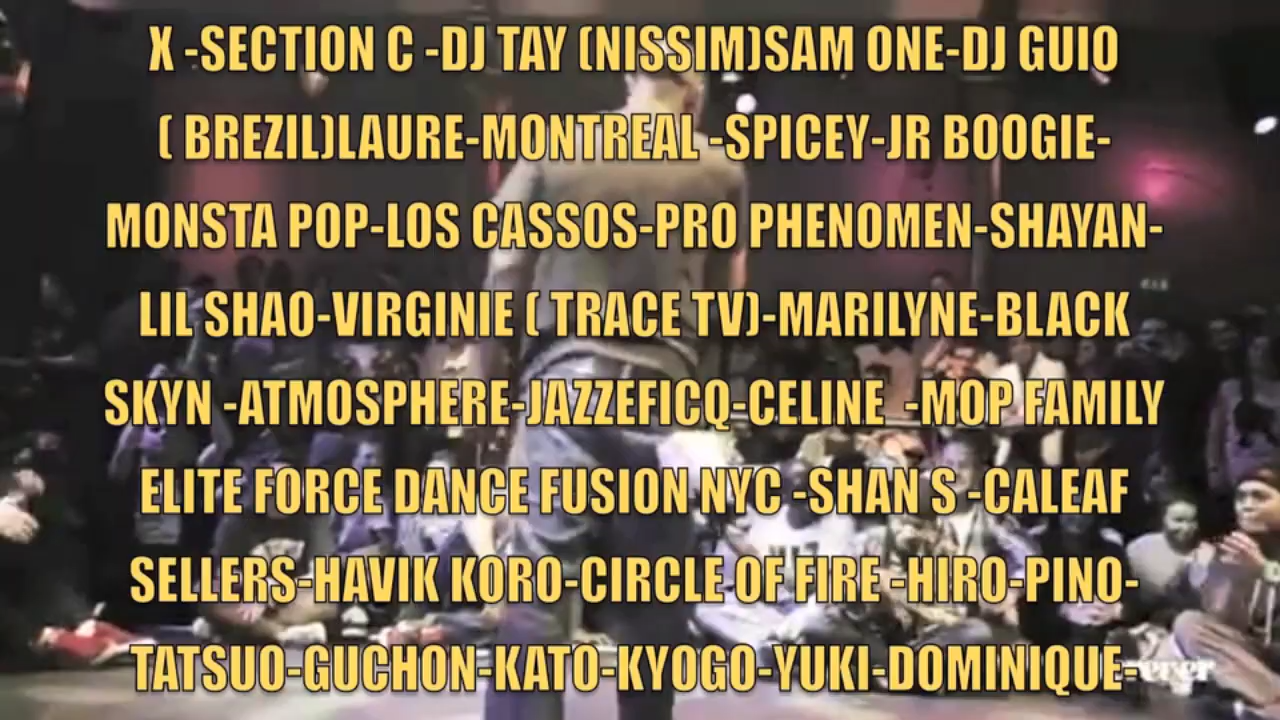 X -SECTION C -DJ TAY (NISSIM)SAM ONE-DJ GUIO
( BREZIL)LAURE-MONTREAL -SPICEY-JR BOOGIE-
MONSTA POP-LOS CASSOS-PRO PHENOMEN-SHAYAN-
LIL SHAO-VIRGINIE ( TRACE TV)-MARILYNE-BLACK
SKYN -ATMOSPHERE-JAZZEFICQ-CELINE  -MOP FAMILY
ELITE FORCE DANCE FUSION NYC -SHAN S -CALEAF
SELLERS-HAVIK KORO-CIRCLE OF FIRE -HIRO-PINO-
TATSUO-GUCHON-KATO-KYOGO-YUKI-DOMINIQUE-